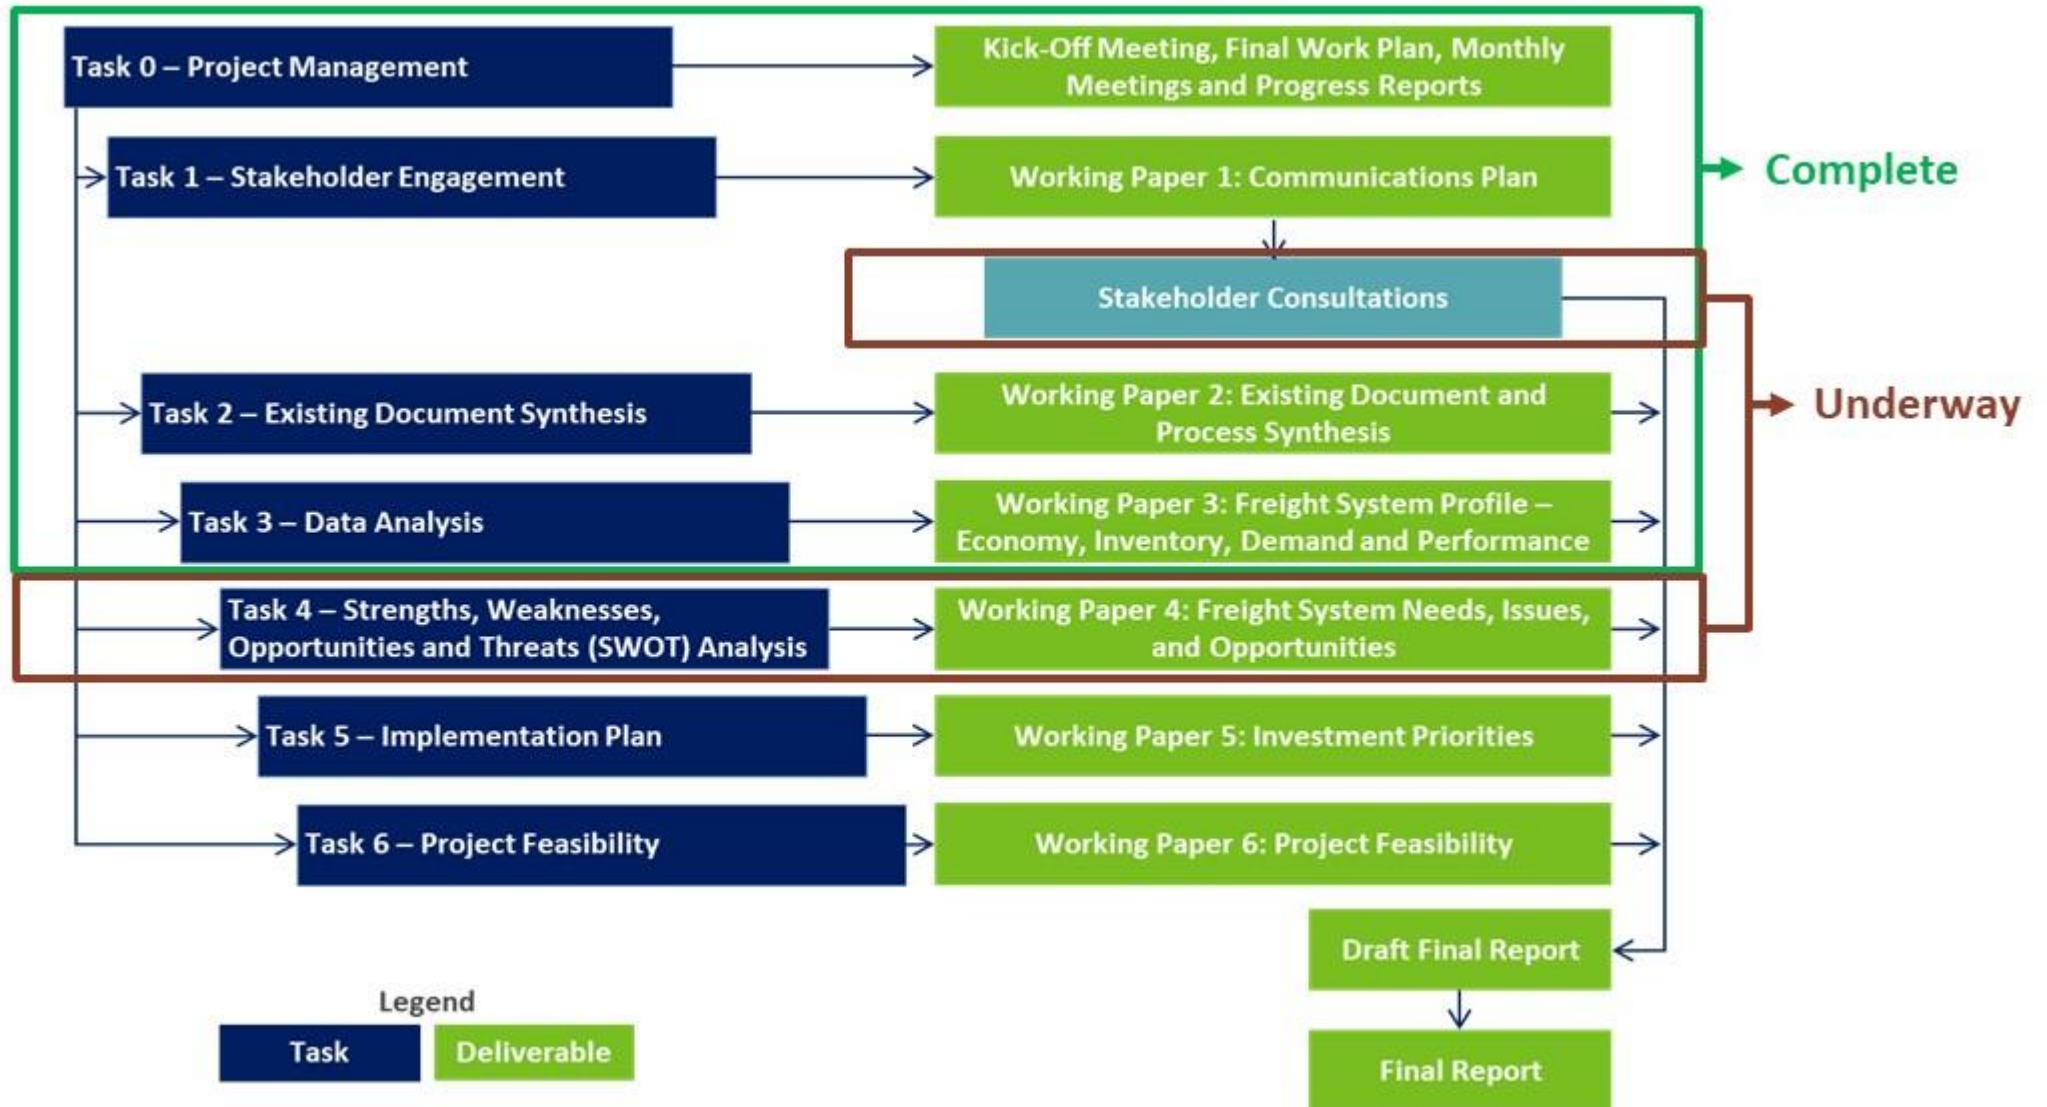 Task 0 – Project Management
Kick-Off Meeting, Final Work Plan, Monthly
Meetings and Progress Reports
Task 1 – Stakeholder Engagement
Working Paper 1: Communications Plan
Complete
Stakeholder Consultations
Task 2 – Existing Document Synthesis
Working Paper 2: Existing Document and
Process Synthesis
Underway
Task 3 – Data Analysis
Working Paper 3: Freight System Profile –
Economy, Inventory, Demand and Performance
Task 4 – Strengths, Weaknesses,
Opportunities and Threats (SWOT) Analysis
Working Paper 4: Freight System Needs, Issues,
and Opportunities
Task 5 – Implementation Plan
Working Paper 5: Investment Priorities
Task 6 – Project Feasibility
Working Paper 6: Project Feasibility
Draft Final Report
Final Report
Legend
Task
Deliverable